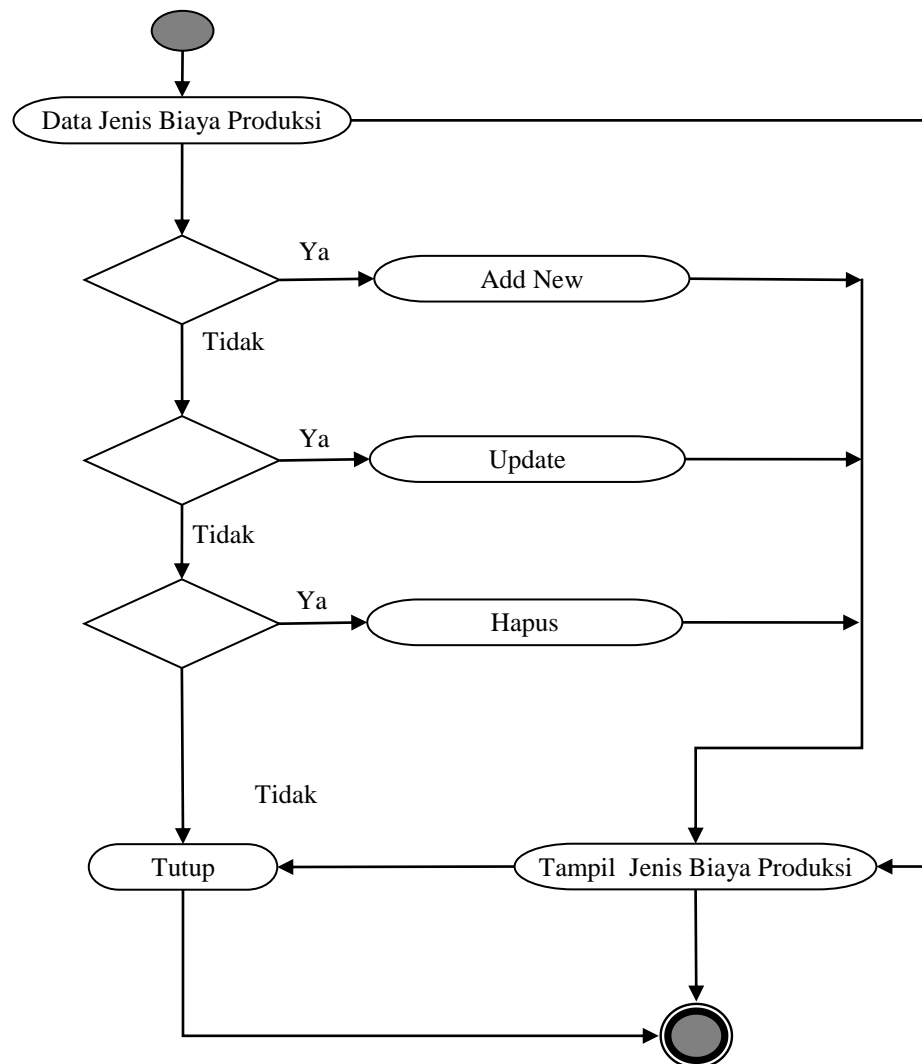 Data Jenis Biaya Produksi
Ya
Add New
Tidak
Ya
Update
Tidak
Ya
Hapus
Tidak
Tutup
Tampil  Jenis Biaya Produksi